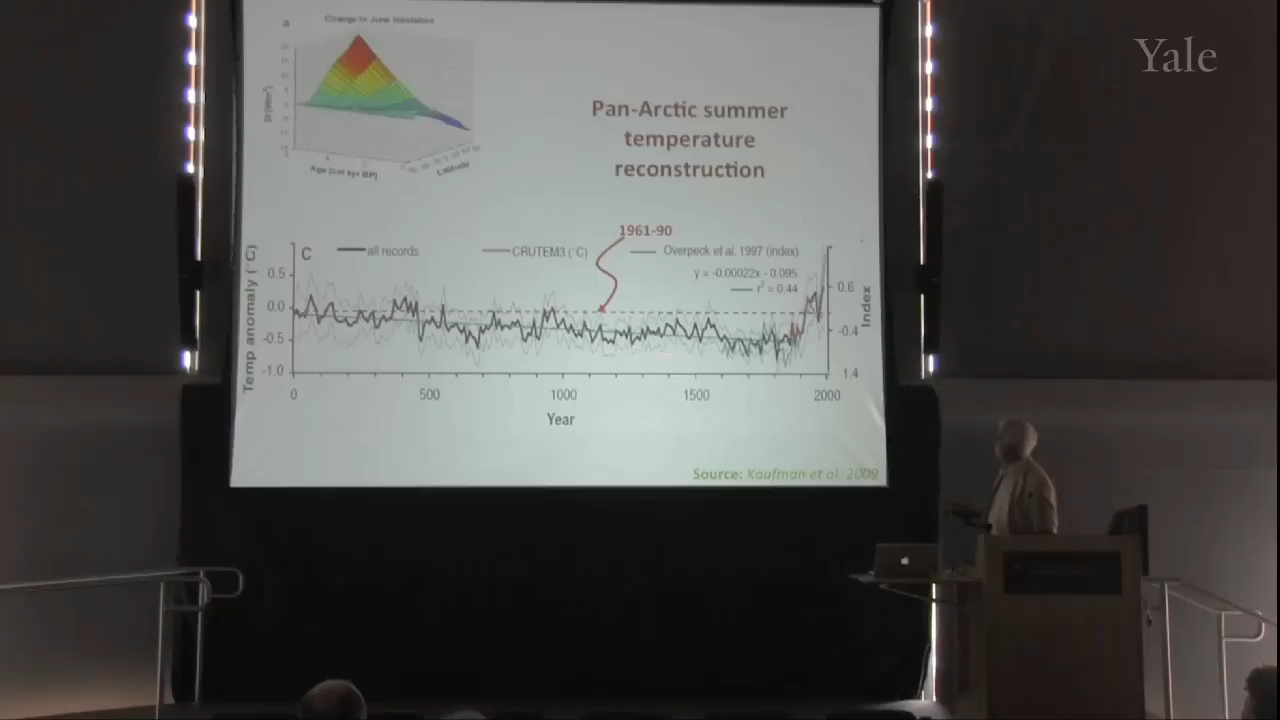 Yale
a
Change in June insolation
Age (cal kyr BP)
Latitude
Pan-Arctic summer
temperature
reconstruction
1961-90
C
all records
CRUTEM3 (°C)
Overpeck et al. 1997 (index)
y = -0.00022x - 0.095
r² = 0.44
Temp anomaly (°C)
0.5
0.0
-0.5
-1.0
0.6
-0.4
1.4
Index
0
500
1000
1500
2000
Year
Source: Kaufman et al. 2009